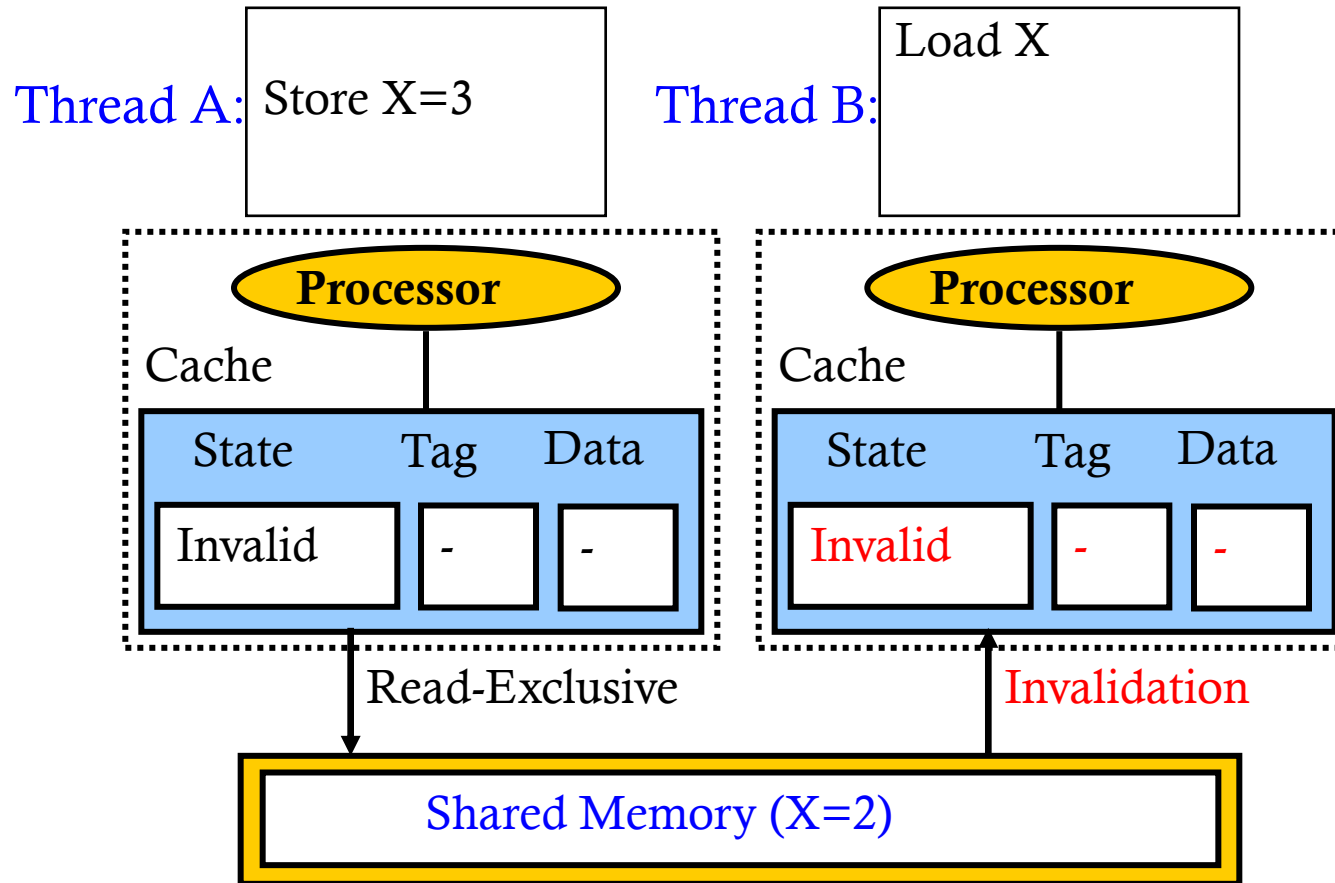 Thread A:
Store X=3
Thread B:
Load X
Processor
Cache
State Tag Data
Invalid - -
Processor
Cache
State Tag Data
Invalid - -
Read-Exclusive
Invalidation
Shared Memory (X=2)